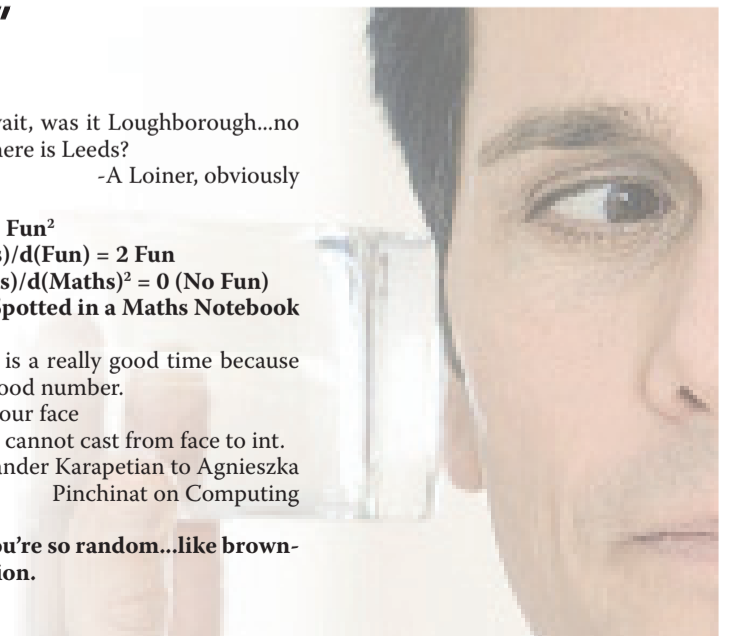 "
ait, was it Loughborough...no
ere is Leeds?
-A Loiner, obviously
Fun²
s)/d(Fun) = 2 Fun
s)/d(Maths)² = 0 (No Fun)
Spotted in a Maths Notebook
is a really good time because
ood number.
our face
cannot cast from face to int.
ander Karapetian to Agnieszka
Pinchinat on Computing
ou're so random...like brown-
ion.